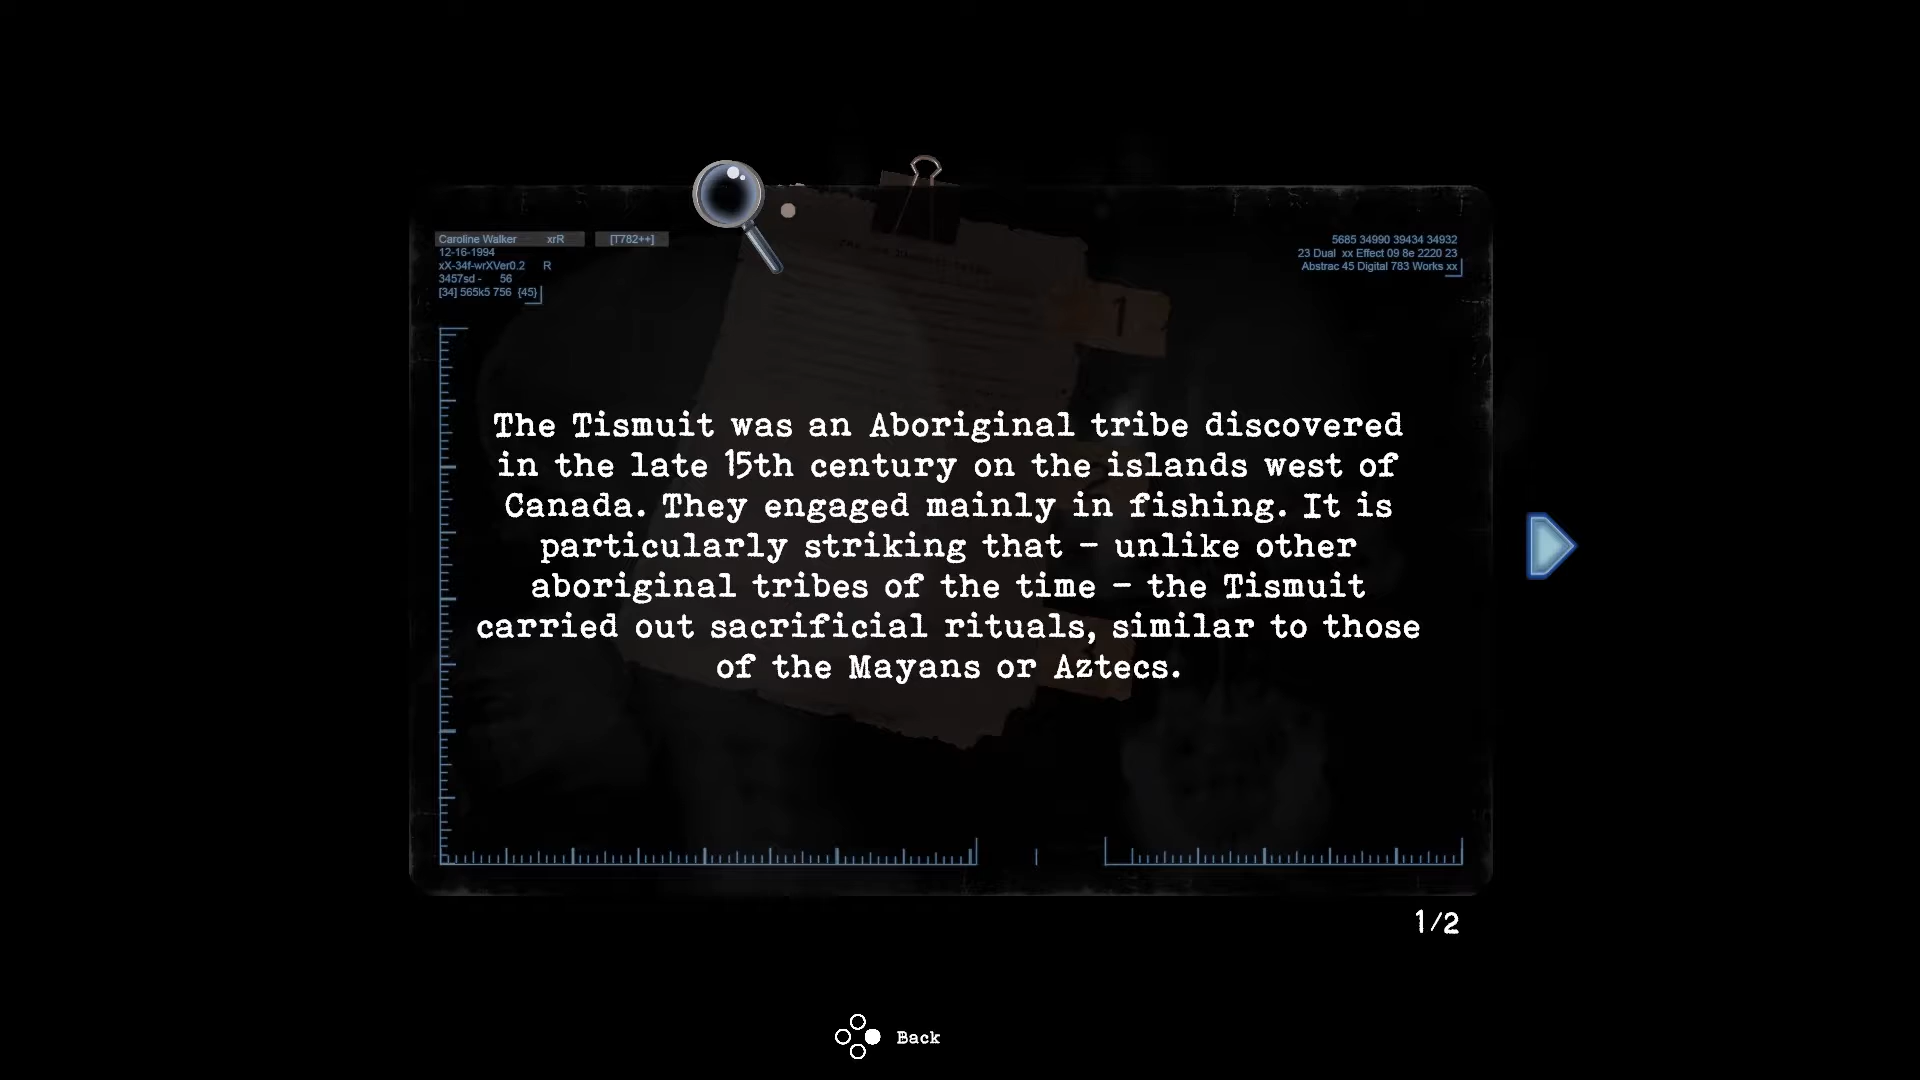 Caroline Walker xrR [T782++]
12-16-1994
xX-34f-wrXVer0.2 R
3457sd - 56
[34] 565k5 756 {45}
5685 34990 39434 34932
23 Dual xx Effect 09 8e 2220 23
Abstrac 45 Digital 783 Works xx
1
The Tismuit was an Aboriginal tribe discovered
in the late 15th century on the islands west of
Canada. They engaged mainly in fishing. It is
particularly striking that - unlike other
aboriginal tribes of the time - the Tismuit
carried out sacrificial rituals, similar to those
of the Mayans or Aztecs.
1/2
Back